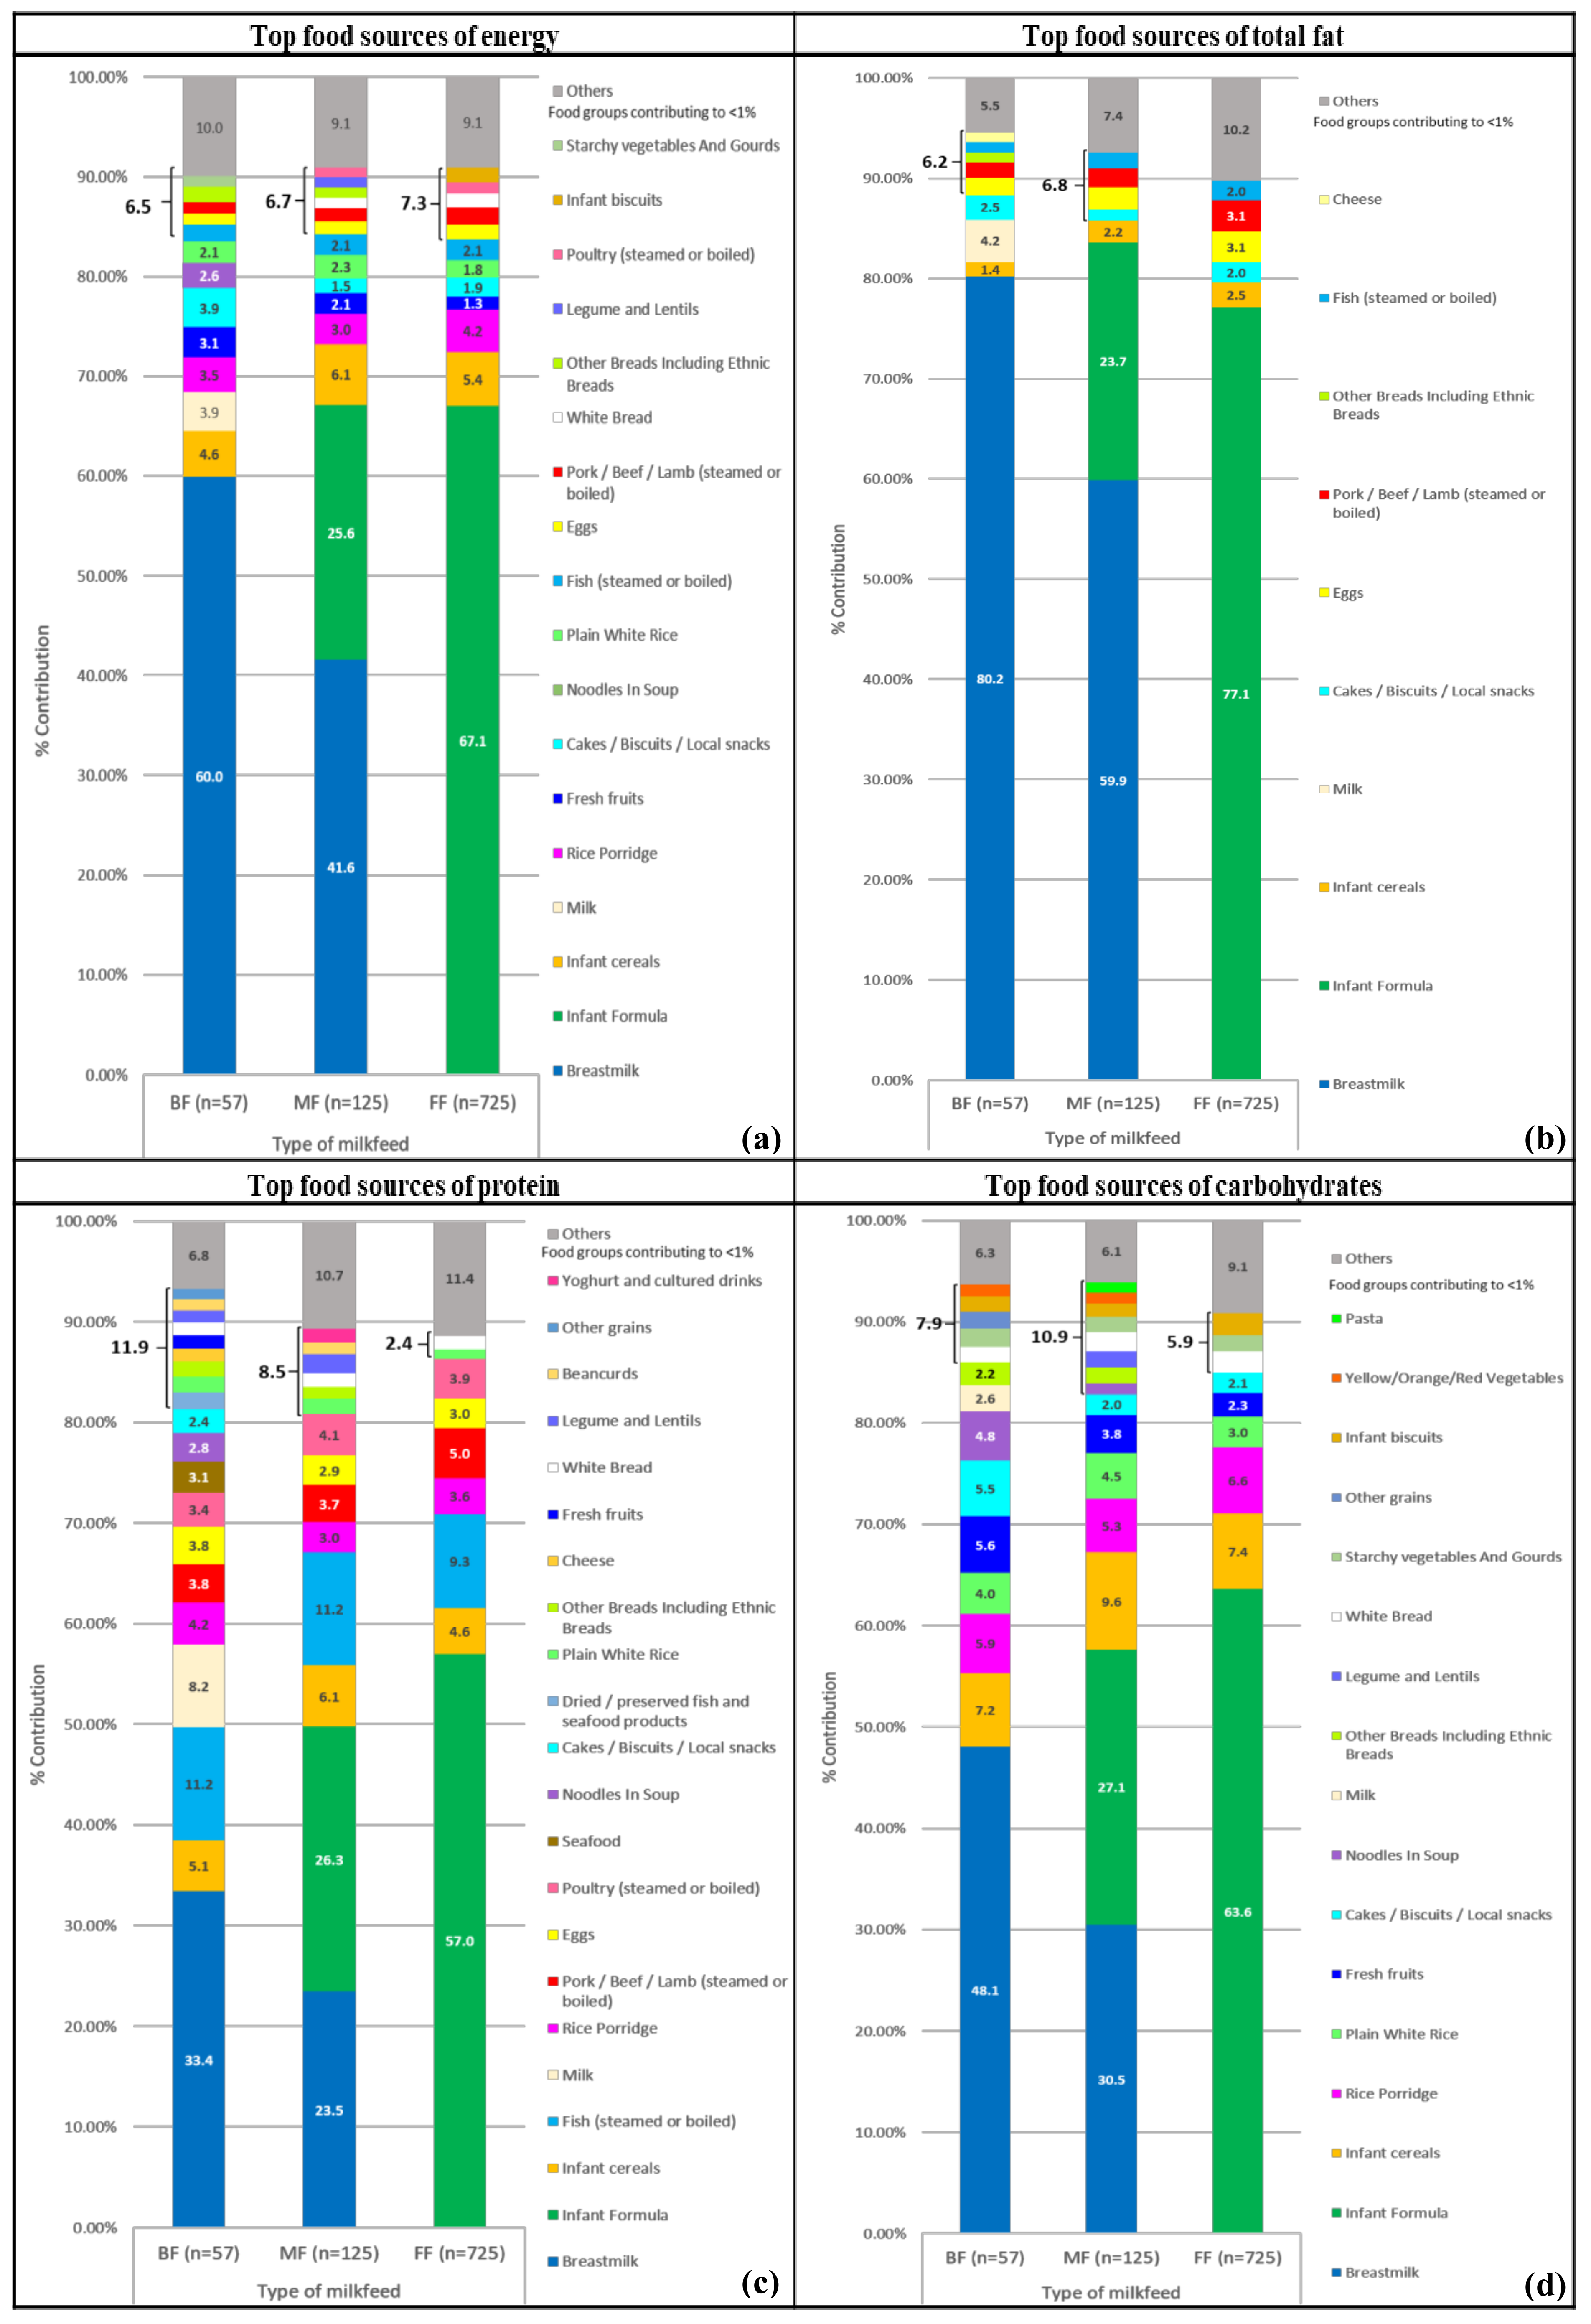 Top food sources of energy
100.00%
90.00%
80.00%
70.00%
60.00%
50.00%
40.00%
30.00%
20.00%
10.00%
0.00%
% Contribution
10.0
6.5
2.1
2.6
3.9
3.1
3.5
3.9
4.6
60.0
9.1
6.7
2.1
2.3
1.5
2.1
3.0
6.1
25.6
41.6
9.1
7.3
2.1
1.8
1.9
1.3
4.2
5.4
67.1
BF (n=57)
MF (n=125)
FF (n=725)
Type of milkfeed
Others
Food groups contributing to <1%
Starchy vegetables And Gourds
Infant biscuits
Poultry (steamed or boiled)
Legume and Lentils
Other Breads Including Ethnic
Breads
White Bread
Pork / Beef / Lamb (steamed or
boiled)
Eggs
Fish (steamed or boiled)
Plain White Rice
Noodles In Soup
Cakes / Biscuits / Local snacks
Fresh fruits
Rice Porridge
Milk
Infant cereals
Infant Formula
Breastmilk
(a)
Top food sources of total fat
100.00%
90.00%
80.00%
70.00%
60.00%
50.00%
40.00%
30.00%
20.00%
10.00%
0.00%
% Contribution
5.5
6.2
2.5
4.2
1.4
80.2
7.4
6.8
2.2
23.7
59.9
10.2
2.0
3.1
3.1
2.0
2.5
77.1
BF (n=57)
MF (n=125)
FF (n=725)
Type of milkfeed
Others
Food groups contributing to <1%
Cheese
Fish (steamed or boiled)
Other Breads Including Ethnic
Breads
Pork / Beef / Lamb (steamed or
boiled)
Eggs
Cakes / Biscuits / Local snacks
Milk
Infant cereals
Infant Formula
Breastmilk
(b)
Top food sources of protein
100.00%
90.00%
80.00%
70.00%
60.00%
50.00%
40.00%
30.00%
20.00%
10.00%
0.00%
% Contribution
6.8
11.9
2.4
2.8
3.1
3.4
3.8
3.8
4.2
8.2
11.2
5.1
33.4
10.7
8.5
4.1
2.9
3.7
3.0
11.2
6.1
26.3
23.5
11.4
2.4
3.9
3.0
5.0
3.6
9.3
4.6
57.0
BF (n=57)
MF (n=125)
FF (n=725)
Type of milkfeed
Others
Food groups contributing to <1%
Yoghurt and cultured drinks
Other grains
Beancurds
Legume and Lentils
White Bread
Fresh fruits
Cheese
Other Breads Including Ethnic
Breads
Plain White Rice
Dried / preserved fish and
seafood products
Cakes / Biscuits / Local snacks
Noodles In Soup
Seafood
Poultry (steamed or boiled)
Eggs
Pork / Beef / Lamb (steamed or
boiled)
Rice Porridge
Milk
Fish (steamed or boiled)
Infant cereals
Infant Formula
Breastmilk
(c)
Top food sources of carbohydrates
100.00%
90.00%
80.00%
70.00%
60.00%
50.00%
40.00%
30.00%
20.00%
10.00%
0.00%
% Contribution
6.3
7.9
2.2
2.6
4.8
5.5
5.6
4.0
5.9
7.2
48.1
6.1
10.9
2.0
3.8
4.5
5.3
9.6
27.1
30.5
9.1
5.9
2.1
2.3
3.0
6.6
7.4
63.6
BF (n=57)
MF (n=125)
FF (n=725)
Type of milkfeed
Others
Food groups contributing to <1%
Pasta
Yellow/Orange/Red Vegetables
Infant biscuits
Other grains
Starchy vegetables And Gourds
White Bread
Legume and Lentils
Other Breads Including Ethnic
Breads
Milk
Noodles In Soup
Cakes / Biscuits / Local snacks
Fresh fruits
Plain White Rice
Rice Porridge
Infant cereals
Infant Formula
Breastmilk
(d)